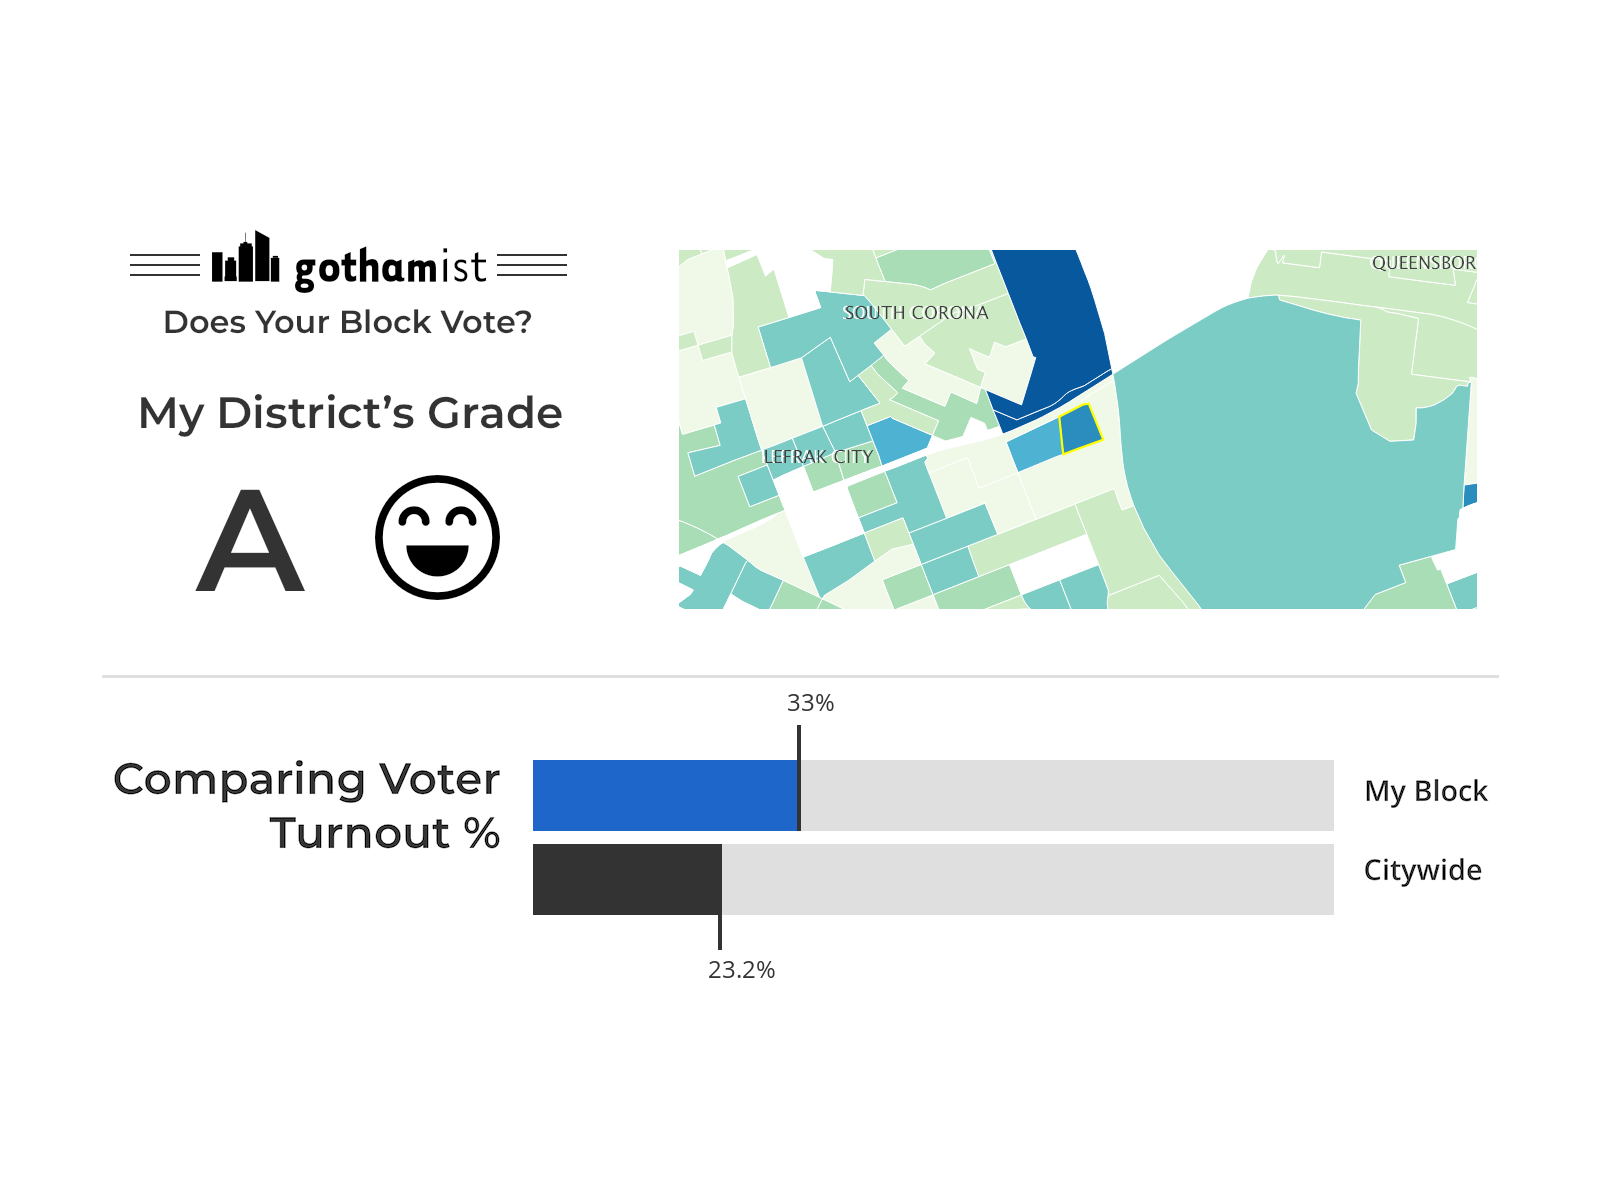 gothamist
Does Your Block Vote?
My District's Grade
A
SOUTH CORONA
QUEENSBOR
LEFRAK CITY
33%
Comparing Voter
Turnout %
My Block
Citywide
23.2%